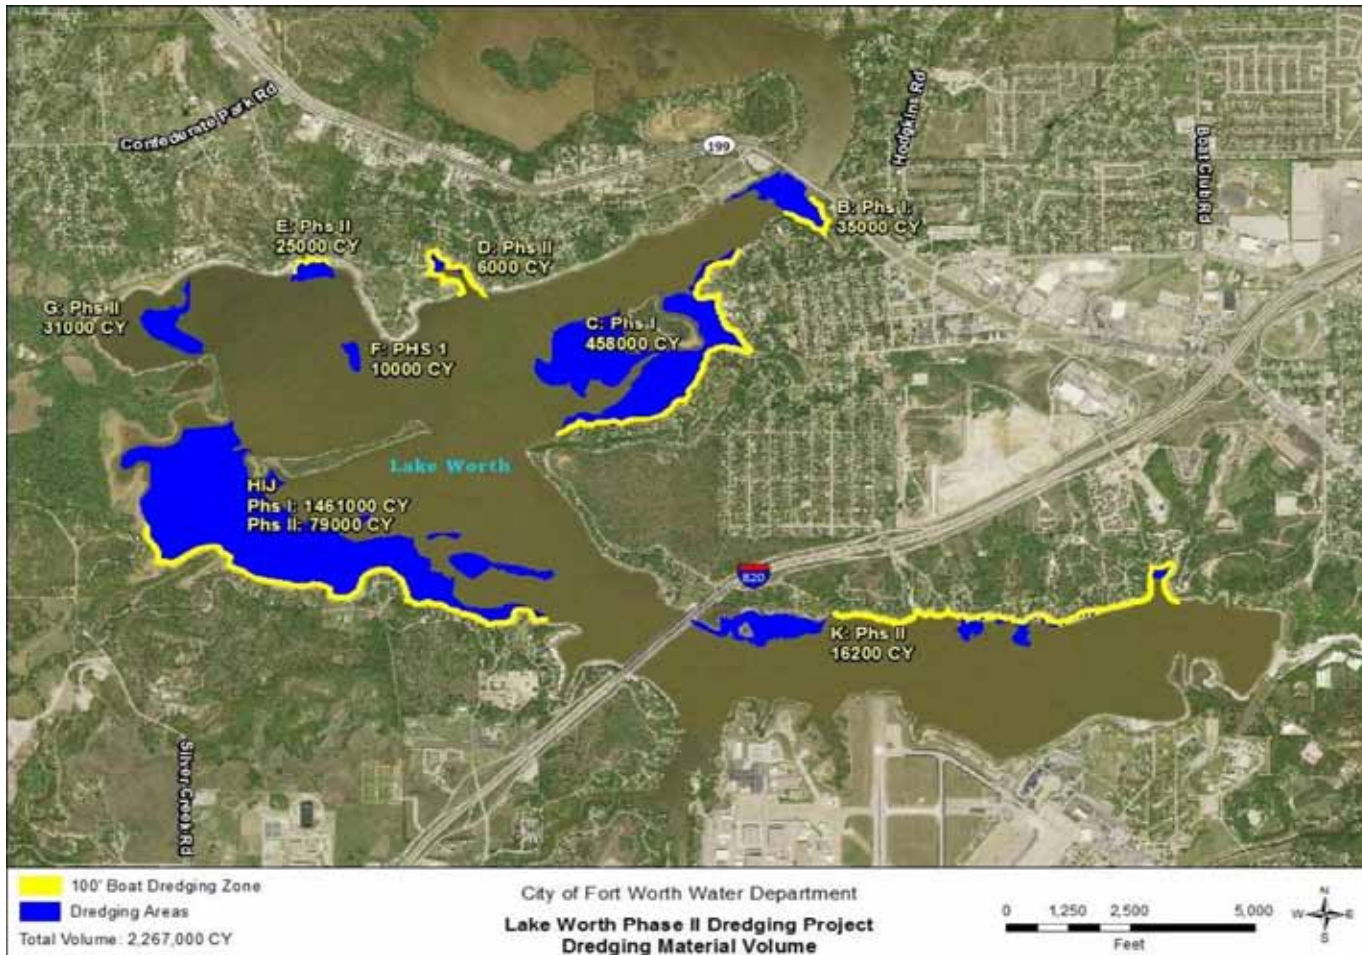 Confederate Park Rd
199
Hodgkins Rd
Boat Club Rd
B: Phs I:
35000 CY
E: Phs II
25000 CY
D: Phs II
6000 CY
G: Phs II
31000 CY
C: Phs I
458000 CY
F: PHS 1
10000 CY
Lake Worth
HIJ
Phs I: 1461000 CY
Phs II: 79000 CY
820
K: Phs II
16200 CY
Silver Creek Rd
100' Boat Dredging Zone
Dredging Areas
Total Volume: 2,267,000 CY
City of Fort Worth Water Department
Lake Worth Phase II Dredging Project
Dredging Material Volume
0 1,250 2,500 5,000
Feet
N
W E
S